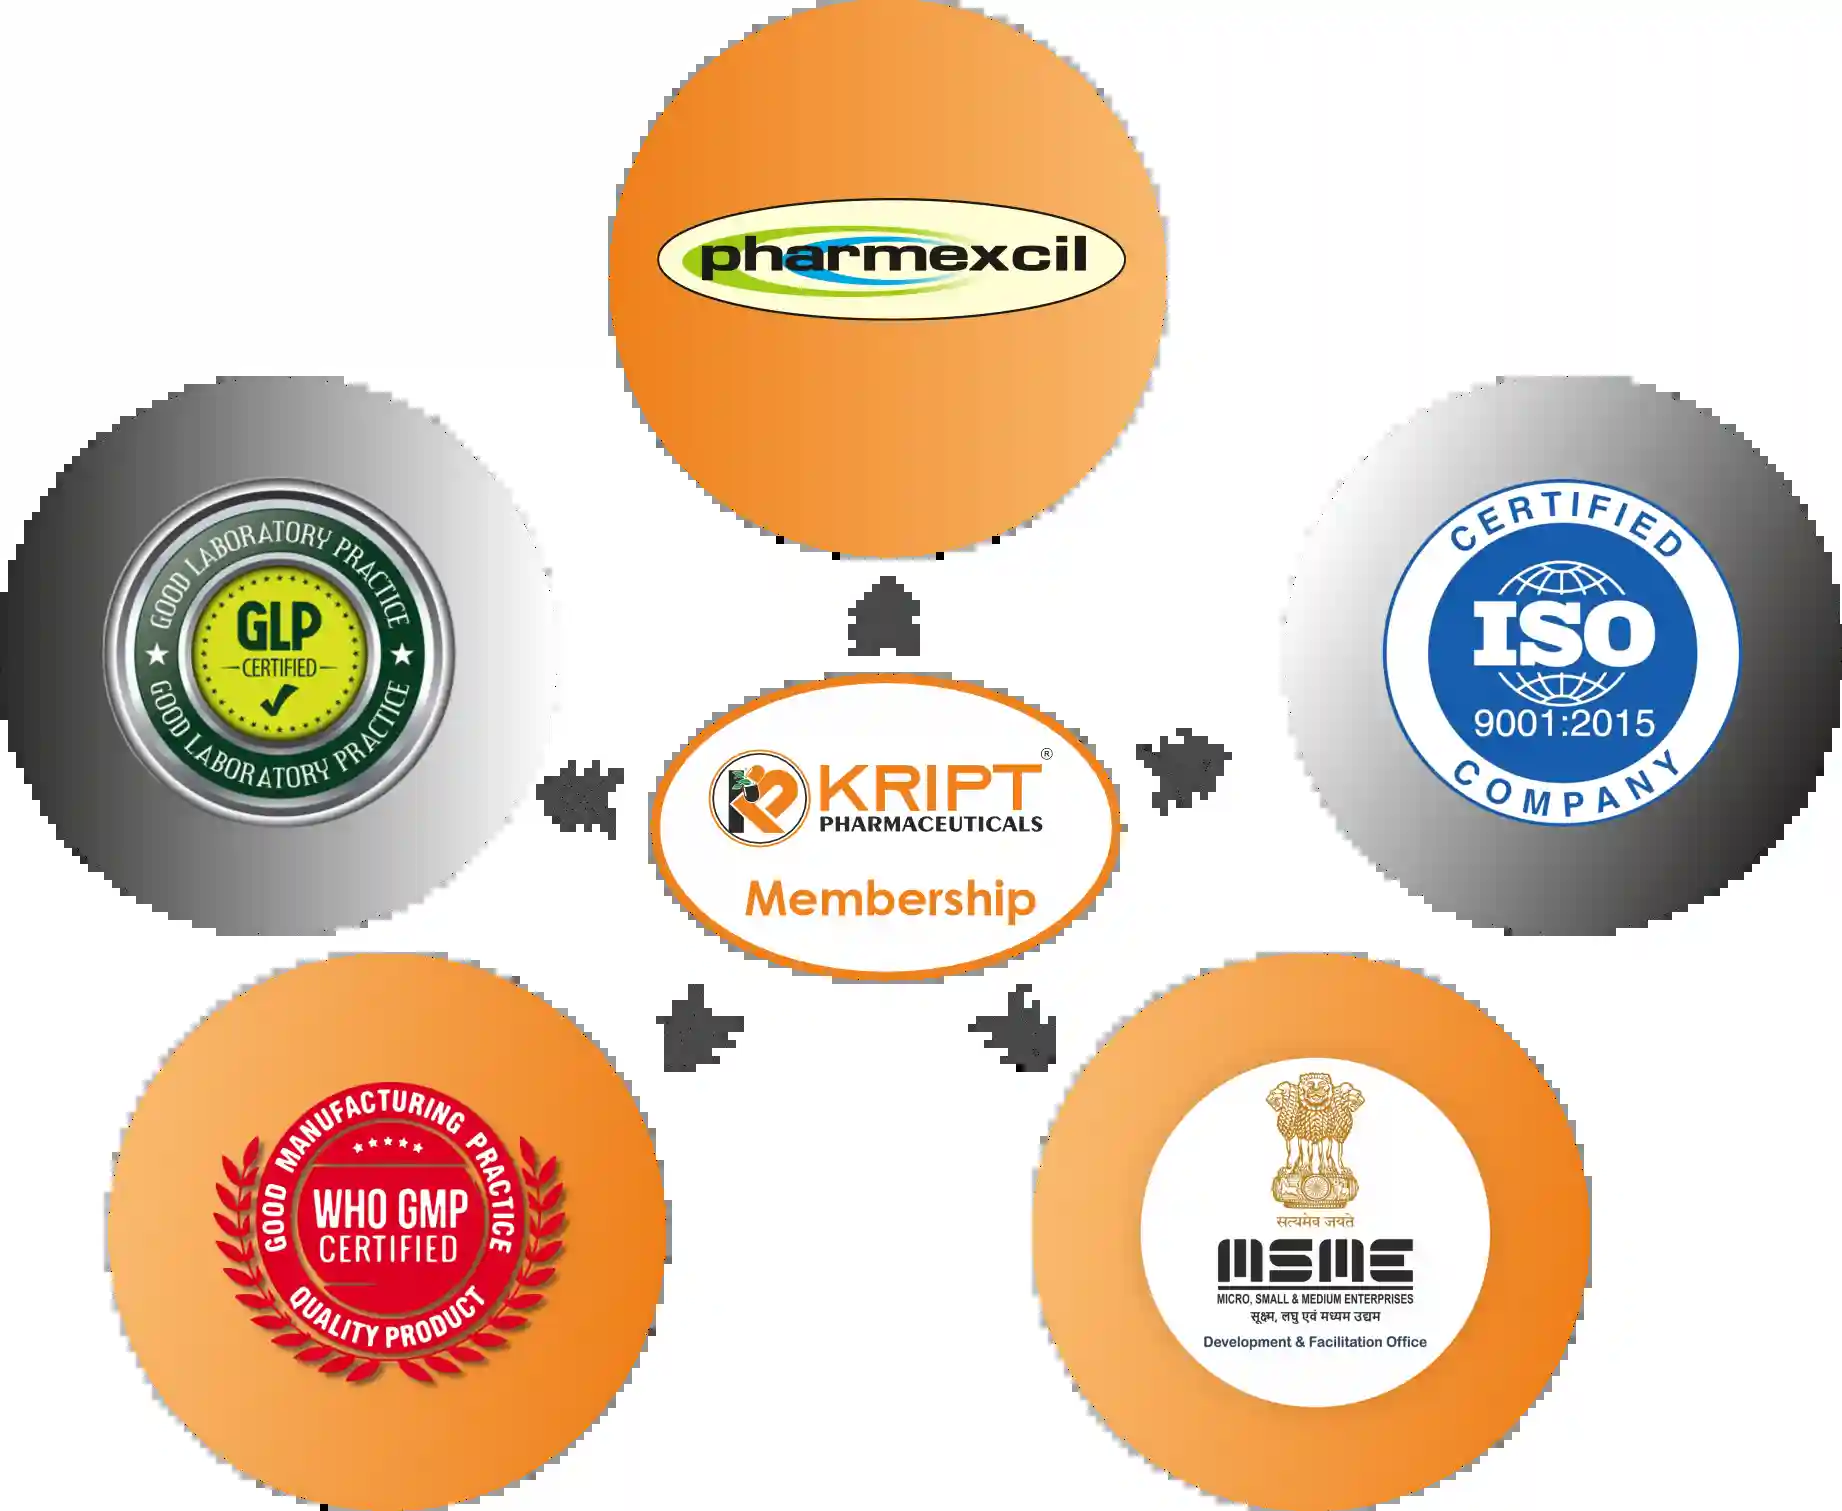 pharmexcil
GOOD LABORATORY PRACTICE
GLP
CERTIFIED
GOOD LABORATORY PRACTICE
CERTIFIED
ISO
9001:2015
COMPANY
KRIPT®
PHARMACEUTICALS
Membership
GOOD MANUFACTURING PRACTICE
WHO GMP
CERTIFIED
QUALITY PRODUCT
सत्यमेव जयते
MSME
MICRO, SMALL & MEDIUM ENTERPRISES
सूक्ष्म, लघु एवं मध्यम उद्यम
Development & Facilitation Office